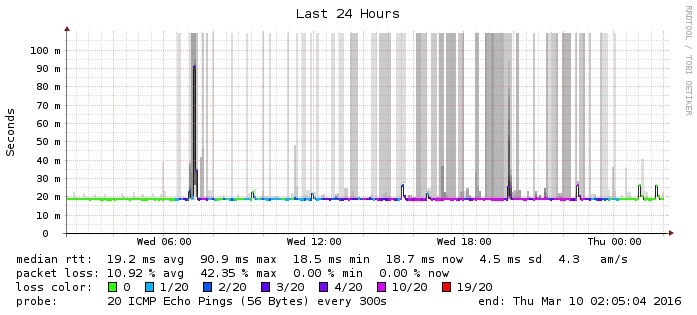 Last 24 Hours
RRDTOOL / TOBI OETIKER
Seconds
100 m
90 m
80 m
70 m
60 m
50 m
40 m
30 m
20 m
10 m
0
Wed 06:00 Wed 12:00 Wed 18:00 Thu 00:00
median rtt: 19.2 ms avg 90.9 ms max 18.5 ms min 18.7 ms now 4.5 ms sd 4.3 am/s
packet loss: 10.92 % avg 42.35 % max 0.00 % min 0.00 % now
loss color: 0 1/20 2/20 3/20 4/20 10/20 19/20
probe: 20 ICMP Echo Pings (56 Bytes) every 300s end: Thu Mar 10 02:05:04 2016